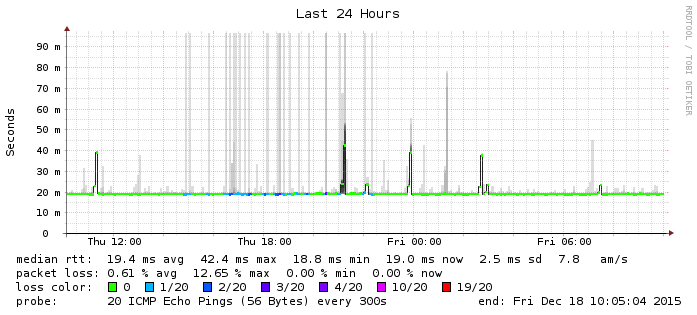 Last 24 Hours
RRDTOOL / TOBI OETIKER
Seconds
90 m
80 m
70 m
60 m
50 m
40 m
30 m
20 m
10 m
0
Thu 12:00 Thu 18:00 Fri 00:00 Fri 06:00
median rtt: 19.4 ms avg 42.4 ms max 18.8 ms min 19.0 ms now 2.5 ms sd 7.8 am/s
packet loss: 0.61 % avg 12.65 % max 0.00 % min 0.00 % now
loss color: 0 1/20 2/20 3/20 4/20 10/20 19/20
probe: 20 ICMP Echo Pings (56 Bytes) every 300s end: Fri Dec 18 10:05:04 2015